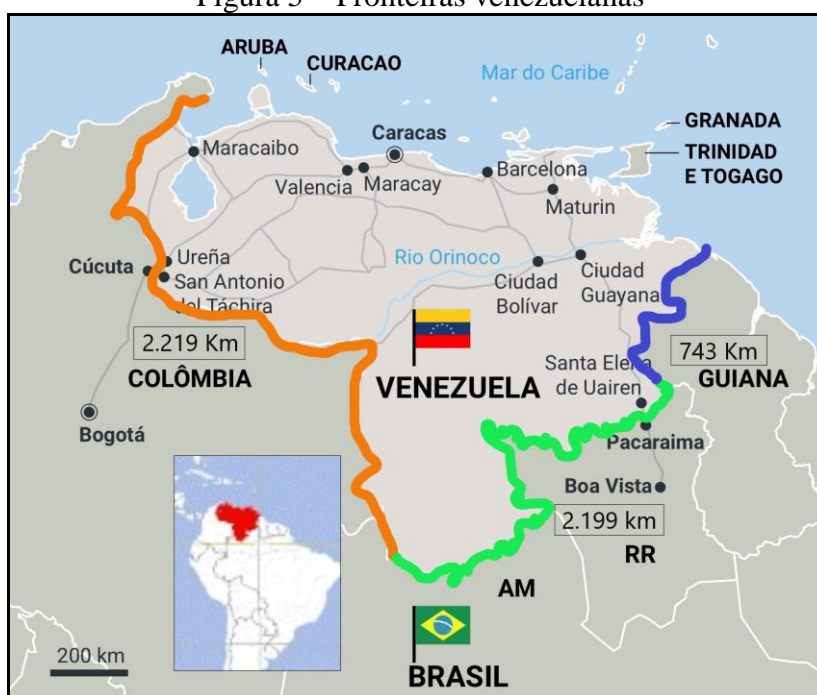 Figura 5 – Fronteiras venezuelanas
ARUBA
CURACAO
Mar do Caribe
GRANADA
TRINIDAD
E TOGAGO
Caracas
Maracaibo
Valencia
Maracay
Barcelona
Maturin
Ureña
Cúcuta
San Antonio
del Táchira
Rio Orinoco
Ciudad
Bolívar
Ciudad
Guayana
2.219 Km
COLÔMBIA
VENEZUELA
Santa Elena
de Uairen
743 Km
GUIANA
Bogotá
Pacaraima
Boa Vista
2.199 km
RR
AM
200 km
BRASIL